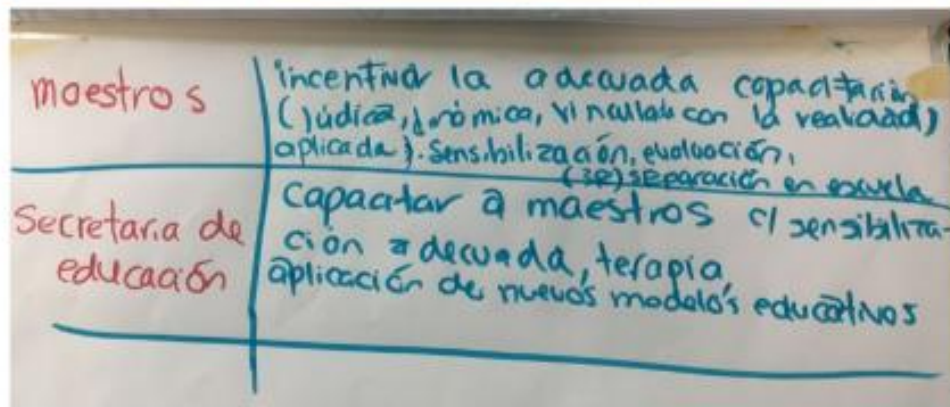 maestros
incentivar la adecuada capacitación
(lúdica, dinámica, vinculada con la realidad)
aplicada). Sensibilización, evaluación,
separación en escuela
Secretaria de
educación
capacitar a maestros c/ sensibiliza-
ción adecuada, terapia
aplicación de nuevos modelos educativos